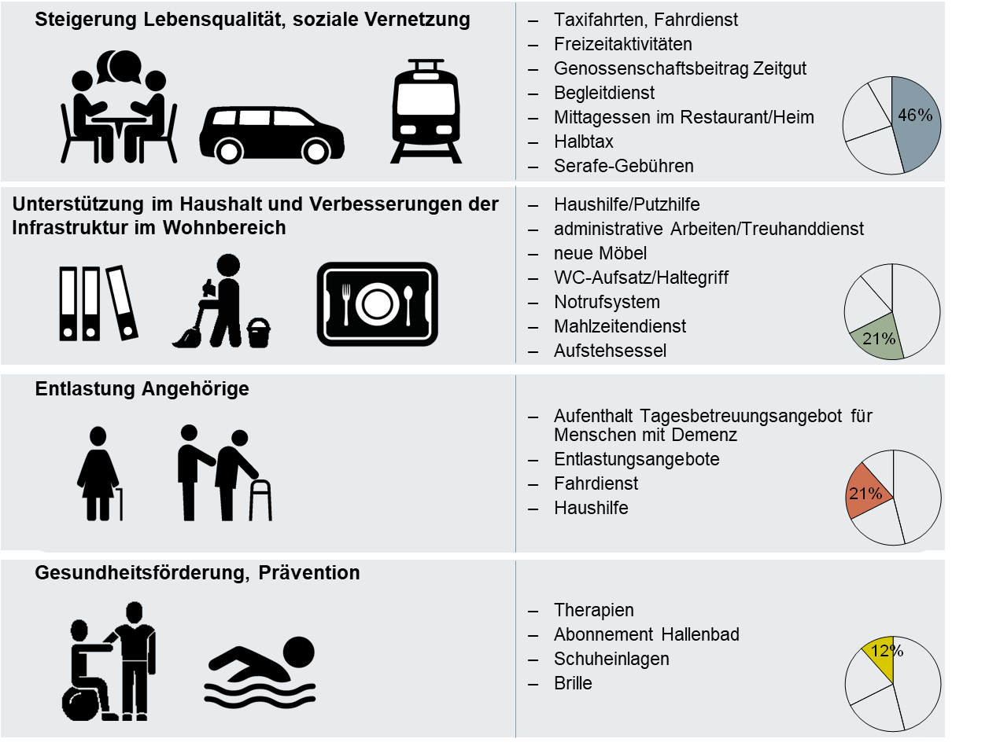 Steigerung Lebensqualität, soziale Vernetzung
– Taxifahrten, Fahrdienst
– Freizeitaktivitäten
– Genossenschaftsbeitrag Zeitgut
– Begleitdienst
– Mittagessen im Restaurant/Heim
– Halbtax
– Serafe-Gebühren
46%
Unterstützung im Haushalt und Verbesserungen der
Infrastruktur im Wohnbereich
– Haushilfe/Putzhilfe
– administrative Arbeiten/Treuhanddienst
– neue Möbel
– WC-Aufsatz/Haltegriff
– Notrufsystem
– Mahlzeitendienst
– Aufstehsessel
21%
Entlastung Angehörige
– Aufenthalt Tagesbetreuungsangebot für
Menschen mit Demenz
– Entlastungsangebote
– Fahrdienst
– Haushilfe
21%
Gesundheitsförderung, Prävention
– Therapien
– Abonnement Hallenbad
– Schuheinlagen
– Brille
12%